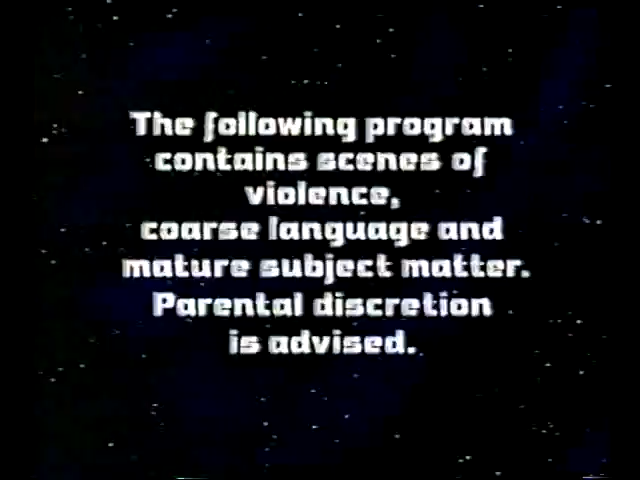 The following program
contains scenes of
violence,
coarse language and
mature subject matter.
Parental discretion
is advised.